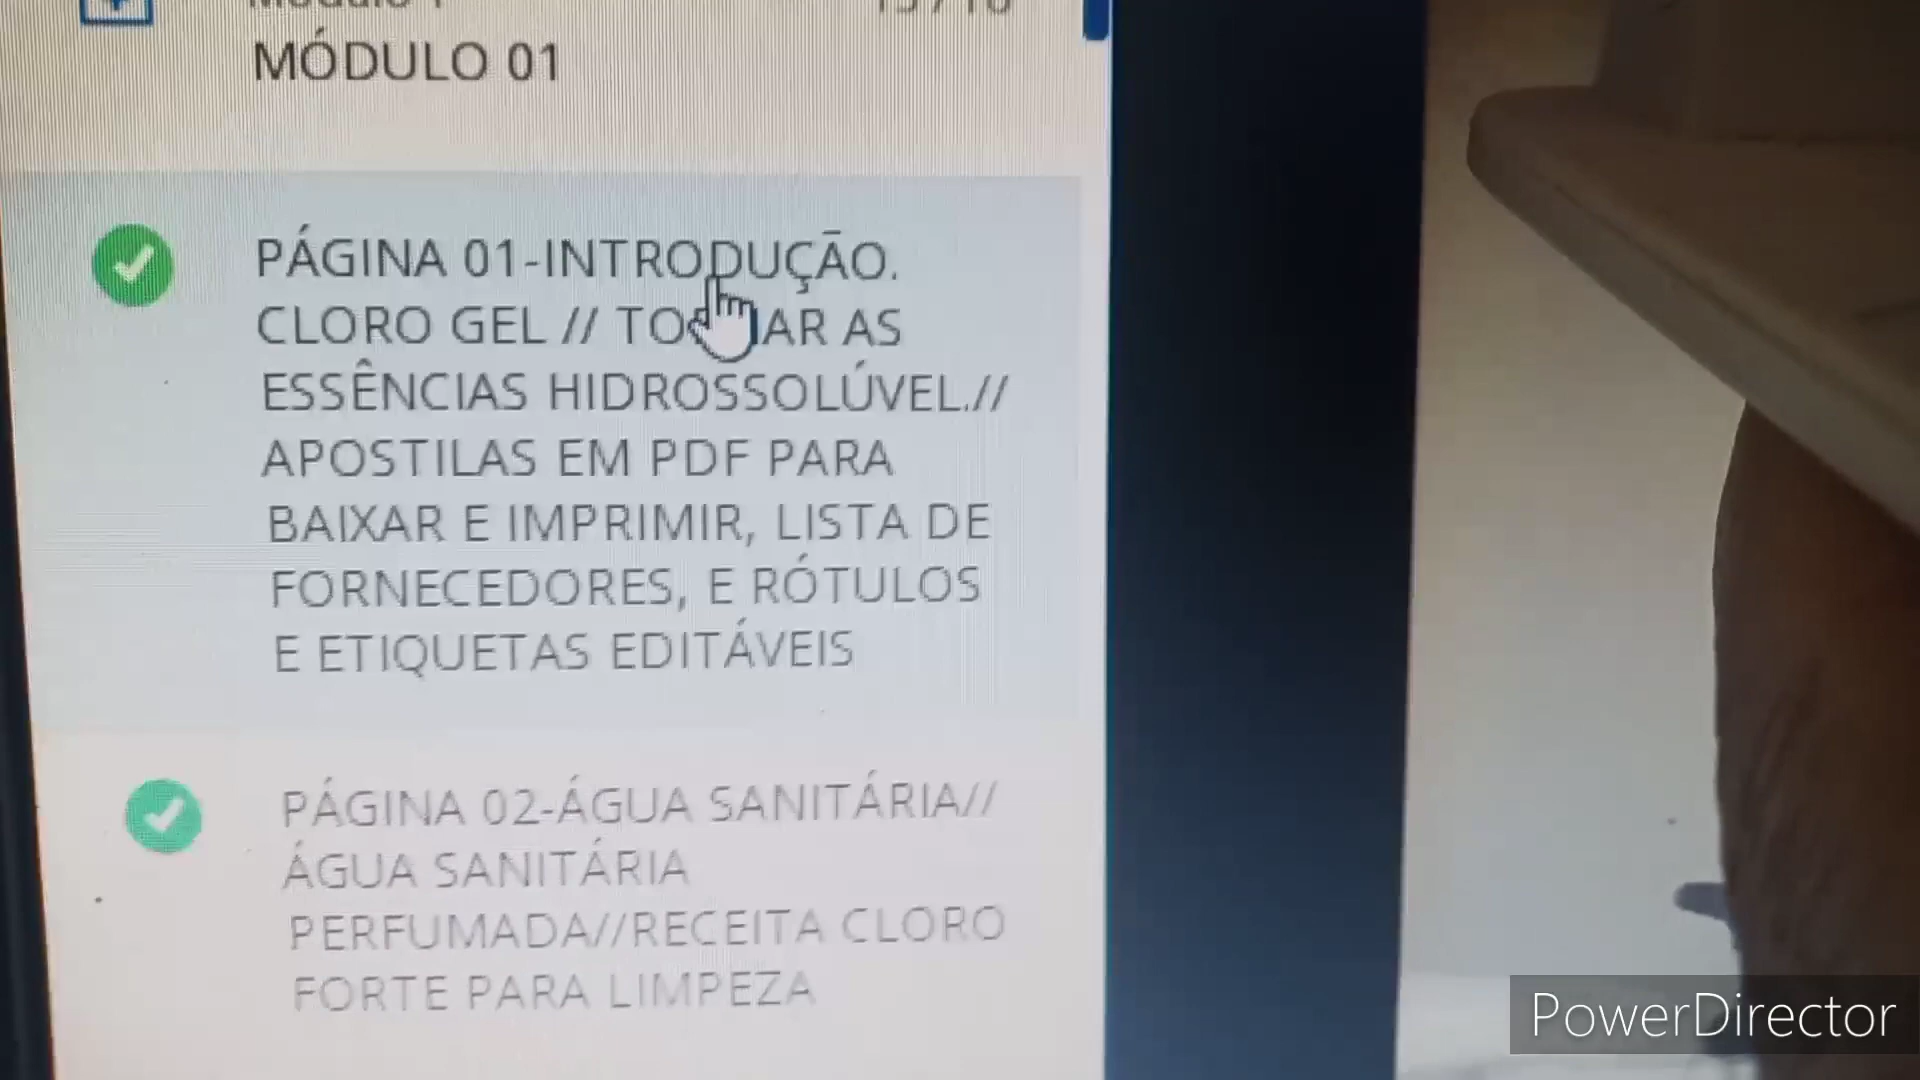 MÓDULO 01
PÁGINA 01-INTRODUÇÃO.
CLORO GEL // AS
ESSÊNCIAS HIDROSSOLÚVEL.//
APOSTILAS EM PDF PARA
BAIXAR E IMPRIMIR, LISTA DE
FORNECEDORES, E RÓTULOS
E ETIQUETAS EDITÁVEIS
PÁGINA 02-ÁGUA SANITÁRIA//
ÁGUA SANITÁRIA
PERFUMADA//RECEITA CLORO
FORTE PARA LIMPEZA
PowerDirector